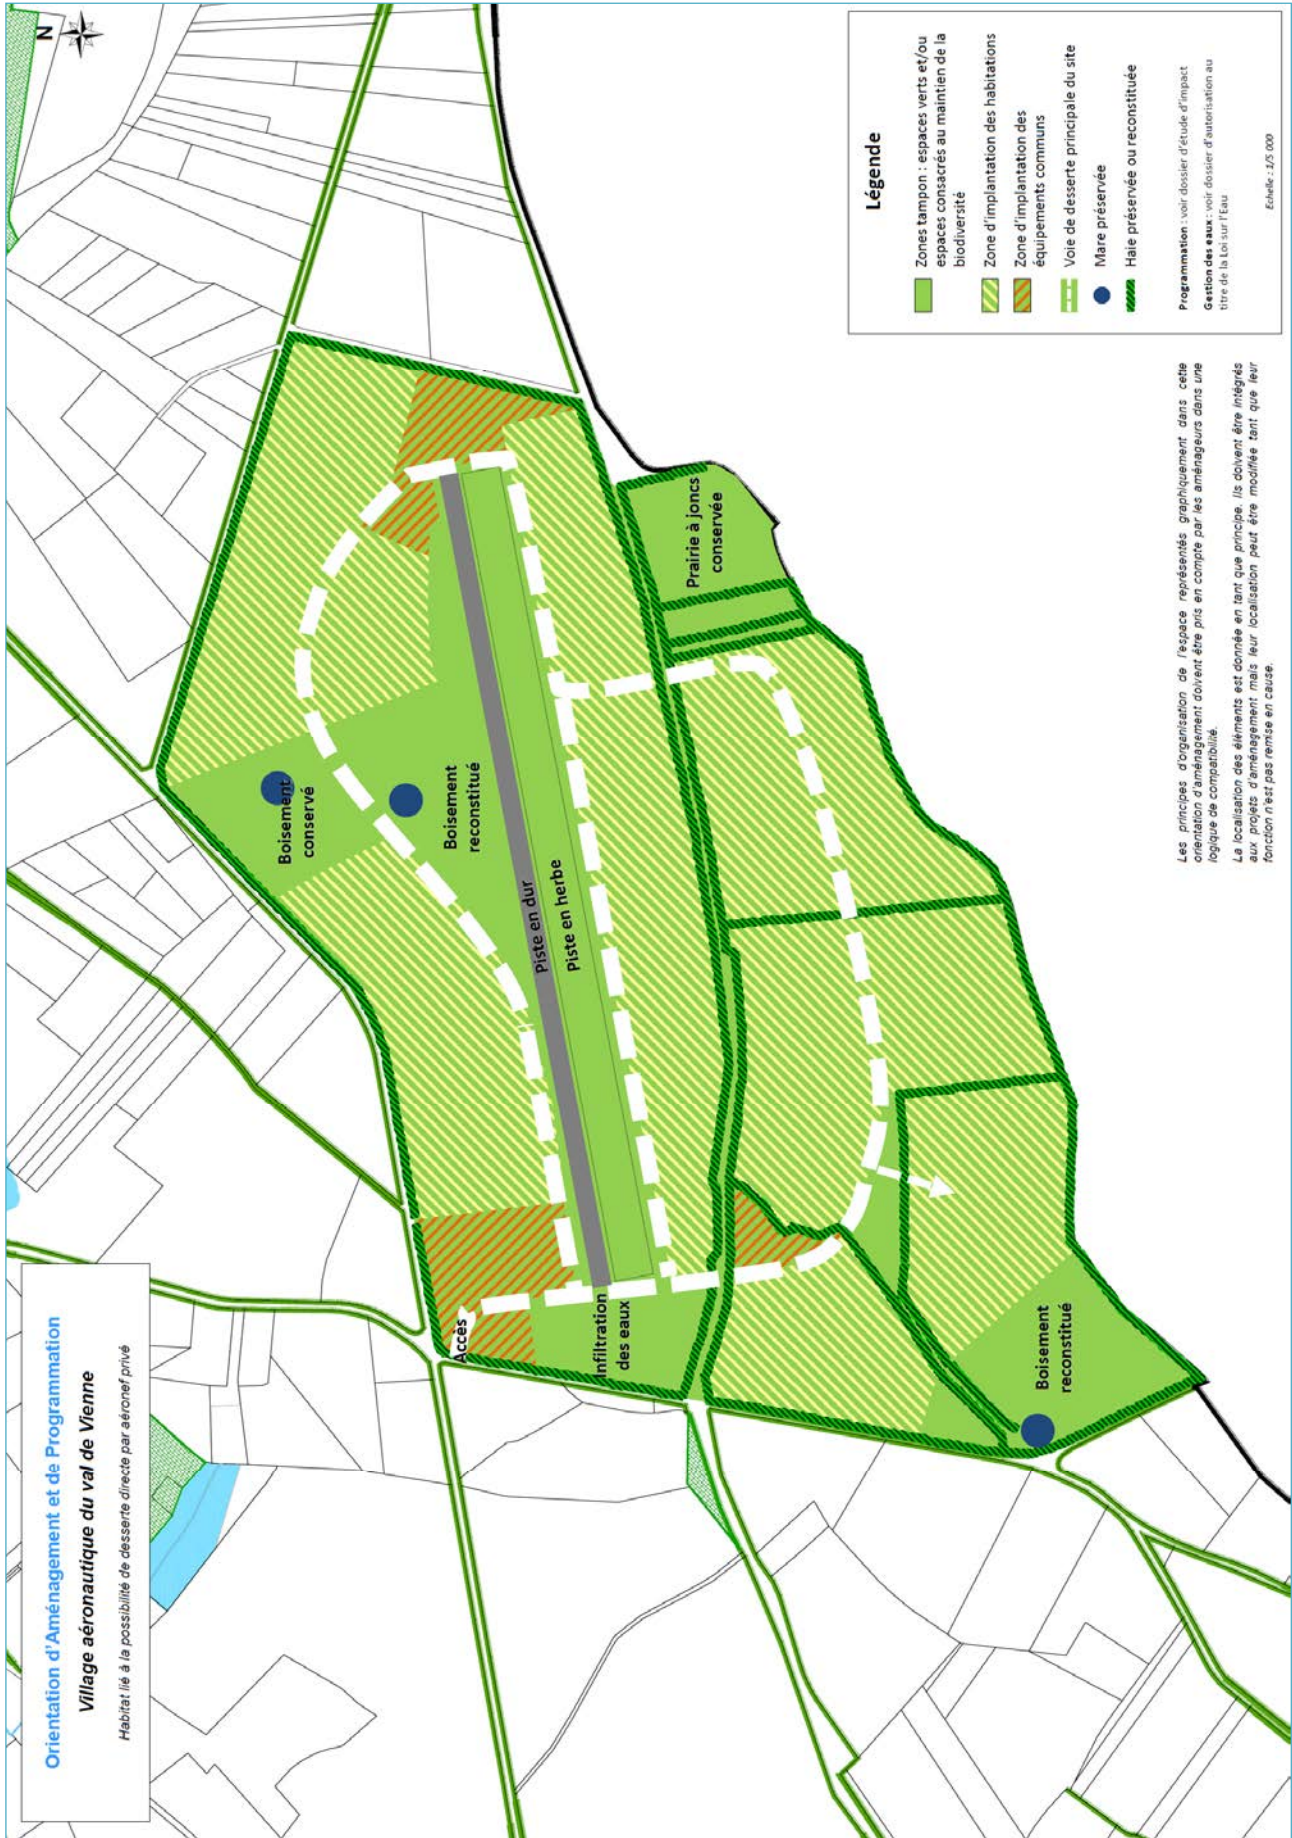 Orientation d'Aménagement et de Programmation
Village aéronautique du val de Vienne
Habitat lié à la possibilité de desserte directe par aéronef privé
N
Boisement
conservé
Boisement
reconstitué
Piste en dur
Piste en herbe
Accès
Infiltration
des eaux
Prairie à joncs
conservée
Boisement
reconstitué
Légende
Zones tampon : espaces verts et/ou
espaces consacrés au maintien de la
biodiversité
Zone d'implantation des habitations
Zone d'implantation des
équipements communs
Voie de desserte principale du site
Mare préservée
Haie préservée ou reconstituée
Programmation : voir dossier d'étude d'impact
Gestion des eaux : voir dossier d'autorisation au
titre de la Loi sur l'Eau
Echelle : 1/5 000
Les principes d'organisation de l'espace représentés graphiquement dans cette
orientation d'aménagement doivent être pris en compte par les aménageurs dans une
logique de compatibilité.
La localisation des éléments est donnée en tant que principe. Ils doivent être intégrés
aux projets d'aménagement mais leur localisation peut être modifiée tant que leur
fonction n'est pas remise en cause.